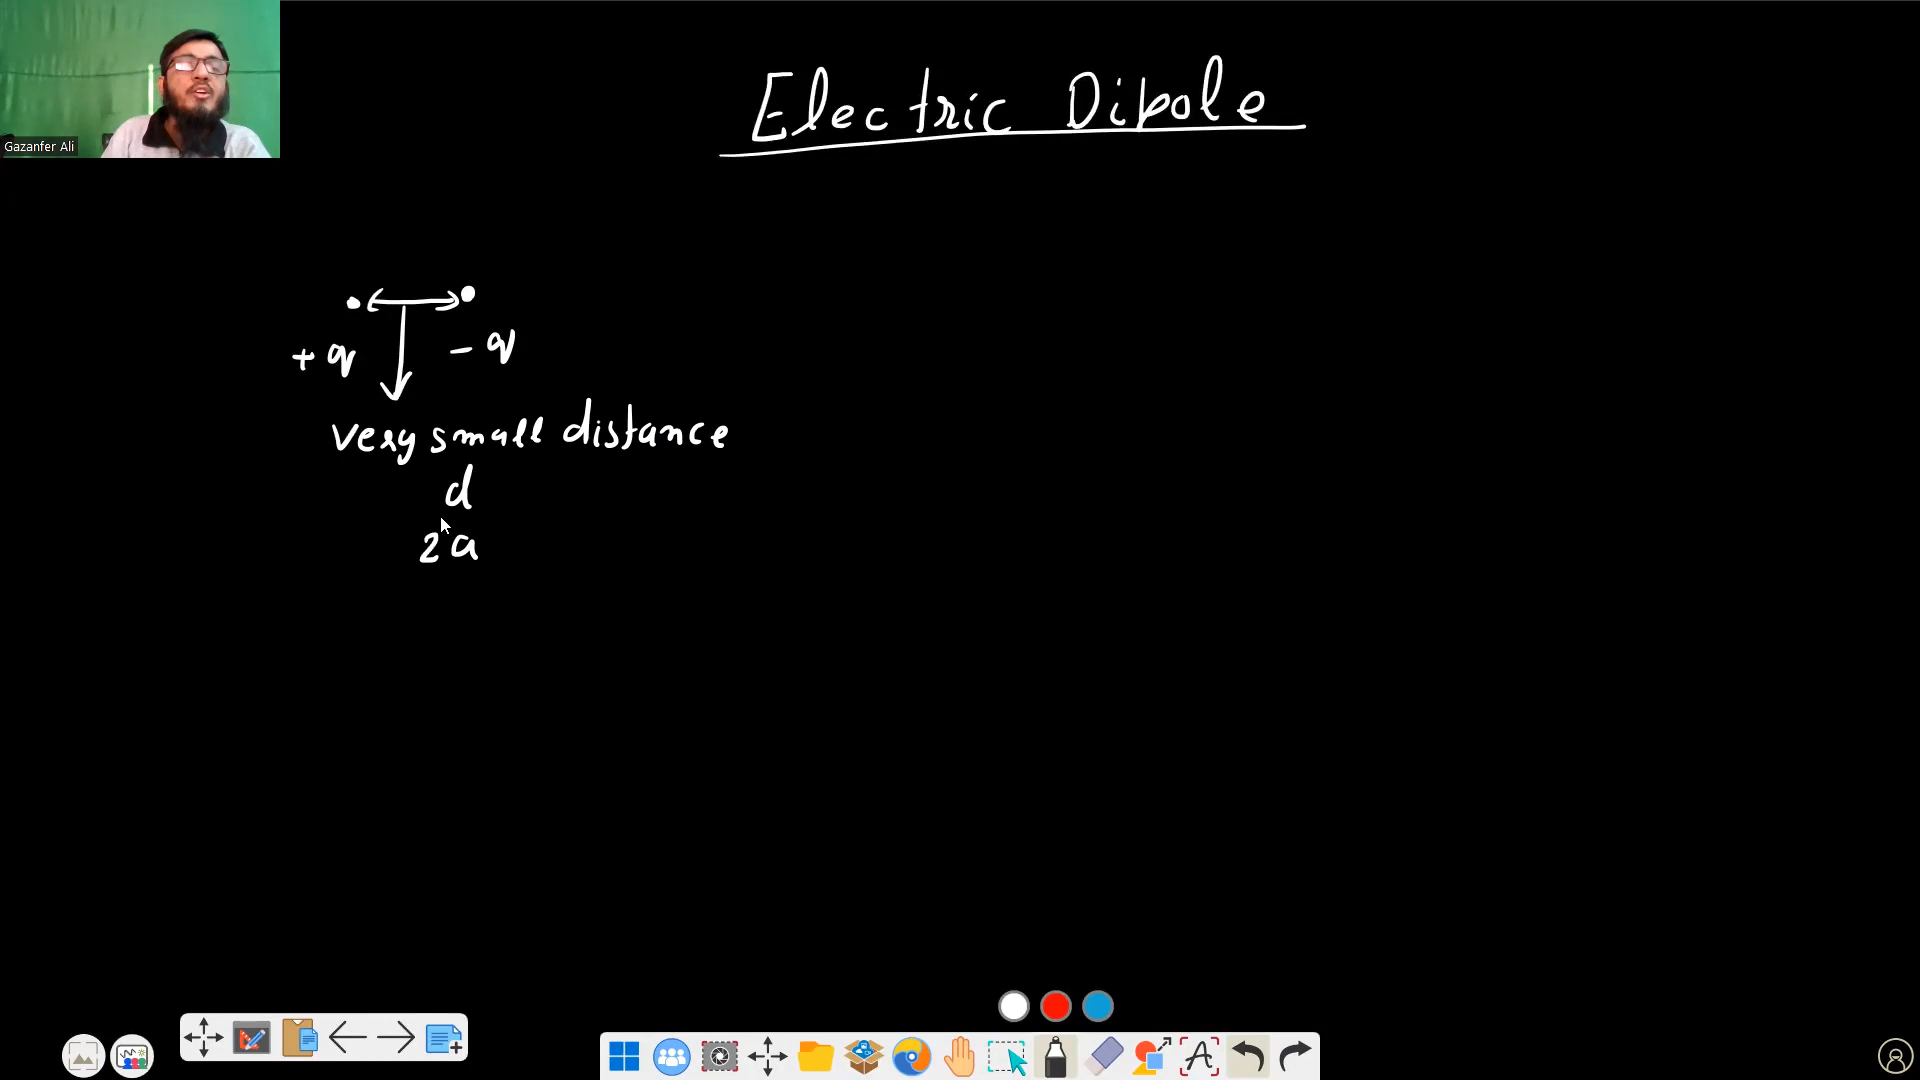 Gazanfer Ali
Electric Dipole
+q -q
very small distance
d
2a